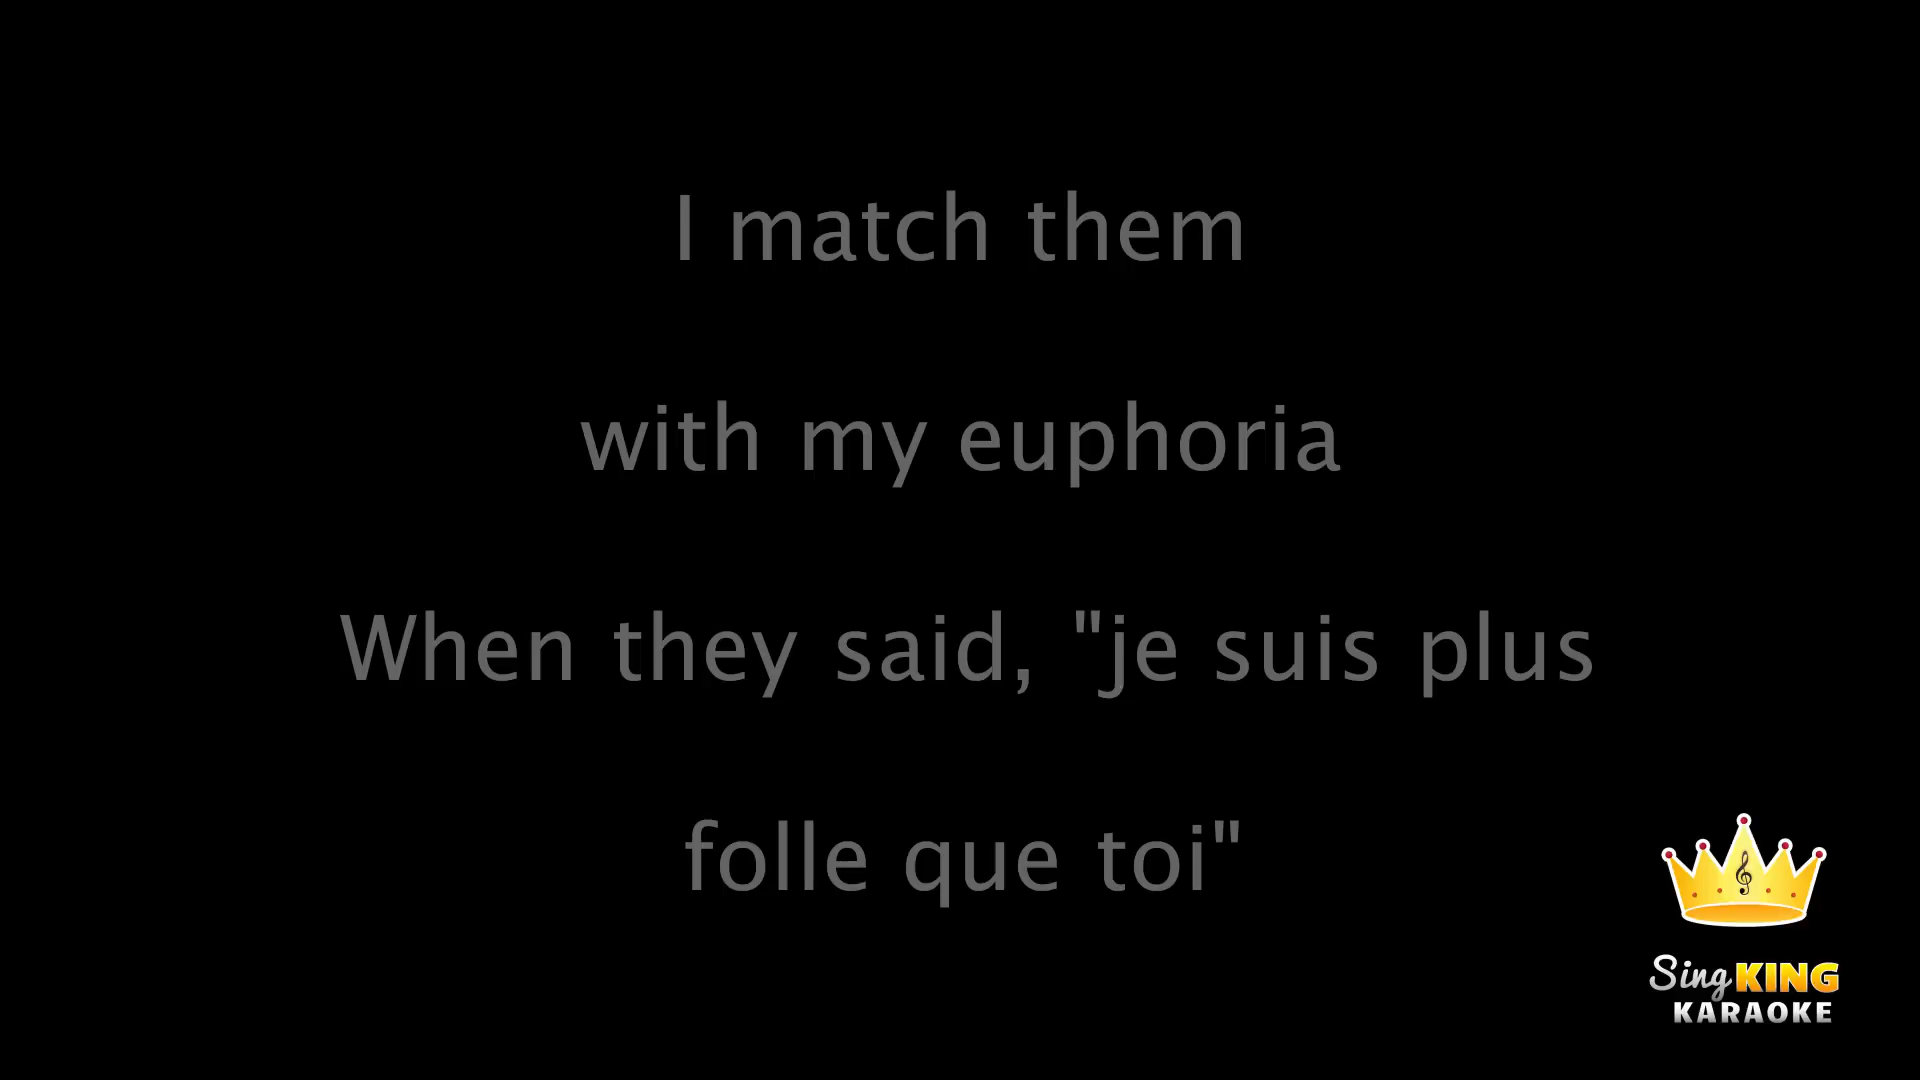 I match them
with my euphoria
When they said, "je suis plus
folle que toi"
Sing KING
KARAOKE